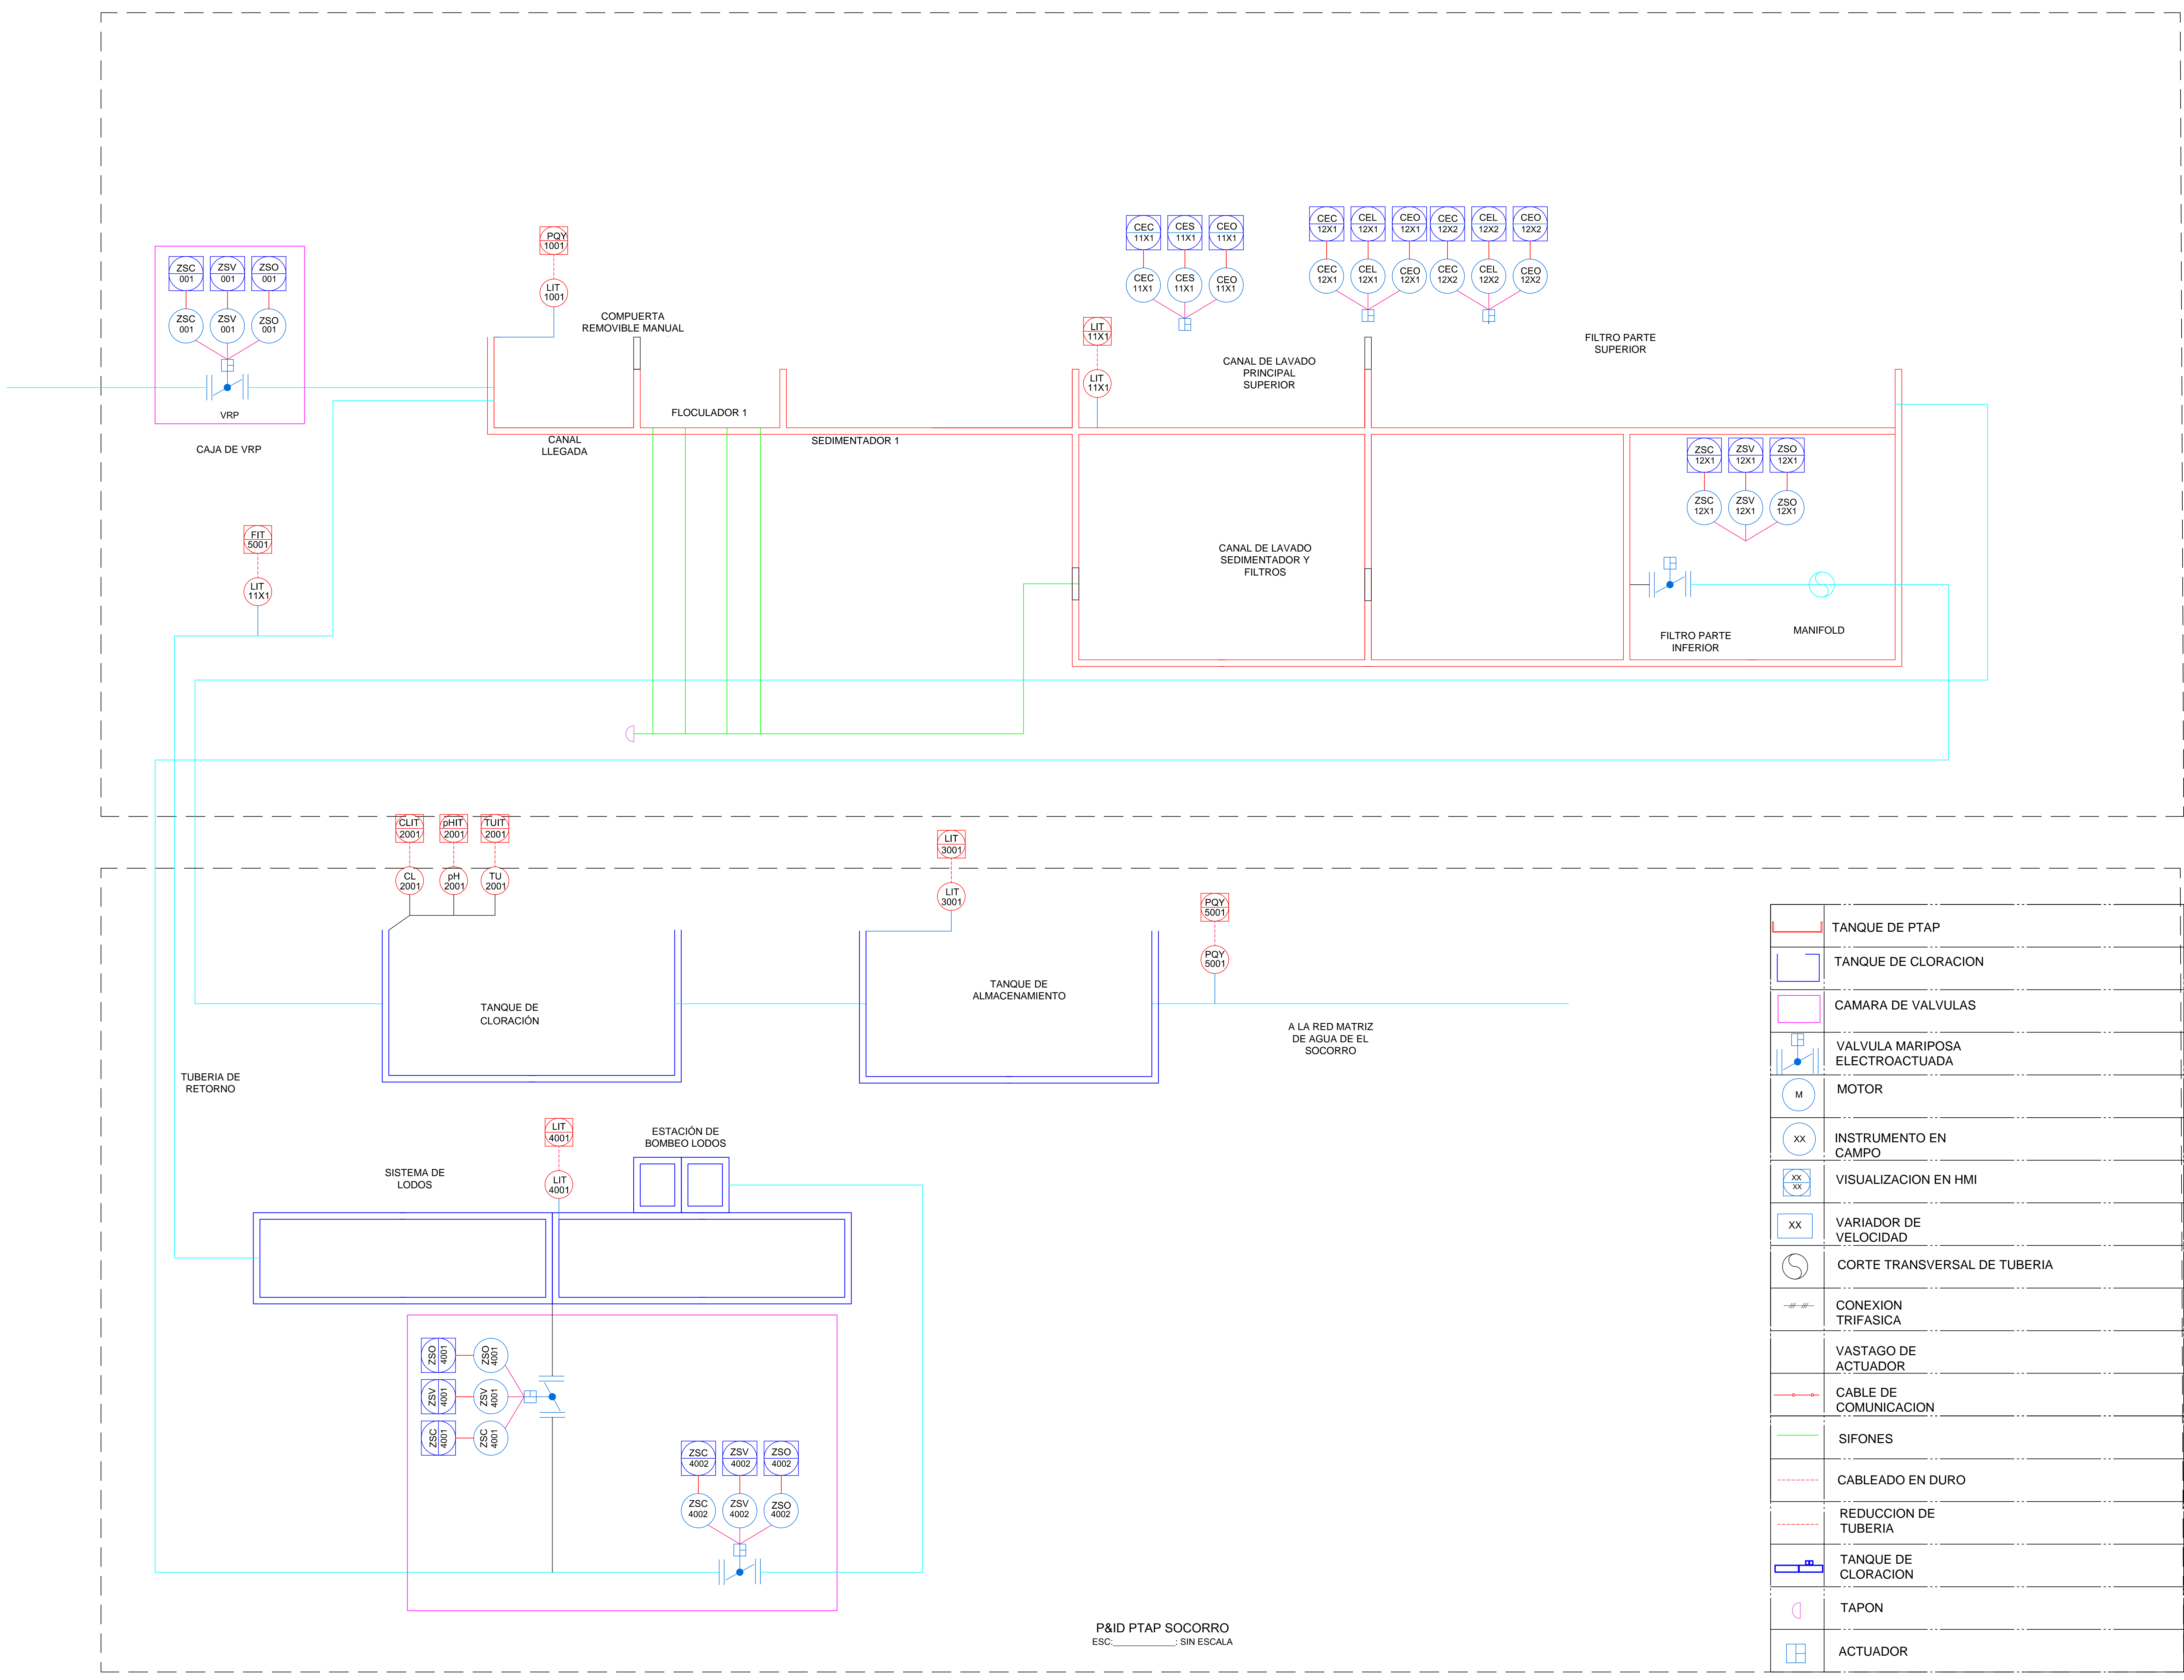 ZSC
001
ZSV
001
ZSO
001
ZSC
001
ZSV
001
ZSO
001
VRP
CAJA DE VRP
PQY
1001
LIT
1001
COMPUERTA
REMOVIBLE MANUAL
CANAL
LLEGADA
FLOCULADOR 1
SEDIMENTADOR 1
LIT
11X1
LIT
11X1
CEC
11X1
CES
11X1
CEO
11X1
CEC
11X1
CES
11X1
CEO
11X1
CANAL DE LAVADO
PRINCIPAL
SUPERIOR
CEC
12X1
CEL
12X1
CEO
12X1
CEC
12X2
CEL
12X2
CEO
12X2
CEC
12X1
CEL
12X1
CEO
12X1
CEC
12X2
CEL
12X2
CEO
12X2
FILTRO PARTE
SUPERIOR
ZSC
12X1
ZSV
12X1
ZSO
12X1
ZSC
12X1
ZSV
12X1
ZSO
12X1
CANAL DE LAVADO
SEDIMENTADOR Y
FILTROS
FILTRO PARTE
INFERIOR
MANIFOLD
FIT
5001
LIT
11X1
CLIT
2001
pHIT
2001
TUIT
2001
CL
2001
pH
2001
TU
2001
TANQUE DE
CLORACIÓN
LIT
3001
LIT
3001
TANQUE DE
ALMACENAMIENTO
PQY
5001
PQY
5001
A LA RED MATRIZ
DE AGUA DE EL
SOCORRO
TUBERIA DE
RETORNO
SISTEMA DE
LODOS
LIT
4001
LIT
4001
ESTACIÓN DE
BOMBEO LODOS
ZSO
4001
ZSO
4001
ZSV
4001
ZSV
4001
ZSC
4001
ZSC
4001
ZSC
4002
ZSV
4002
ZSO
4002
ZSC
4002
ZSV
4002
ZSO
4002
P&ID PTAP SOCORRO
ESC:____________: SIN ESCALA
TANQUE DE PTAP
TANQUE DE CLORACION
CAMARA DE VALVULAS
VALVULA MARIPOSA
ELECTROACTUADA
M
MOTOR
XX
INSTRUMENTO EN
CAMPO
XX
XX
VISUALIZACION EN HMI
XX
VARIADOR DE
VELOCIDAD
CORTE TRANSVERSAL DE TUBERIA
CONEXION
TRIFASICA
VASTAGO DE
ACTUADOR
CABLE DE
COMUNICACION
SIFONES
CABLEADO EN DURO
REDUCCION DE
TUBERIA
TANQUE DE
CLORACION
TAPON
ACTUADOR